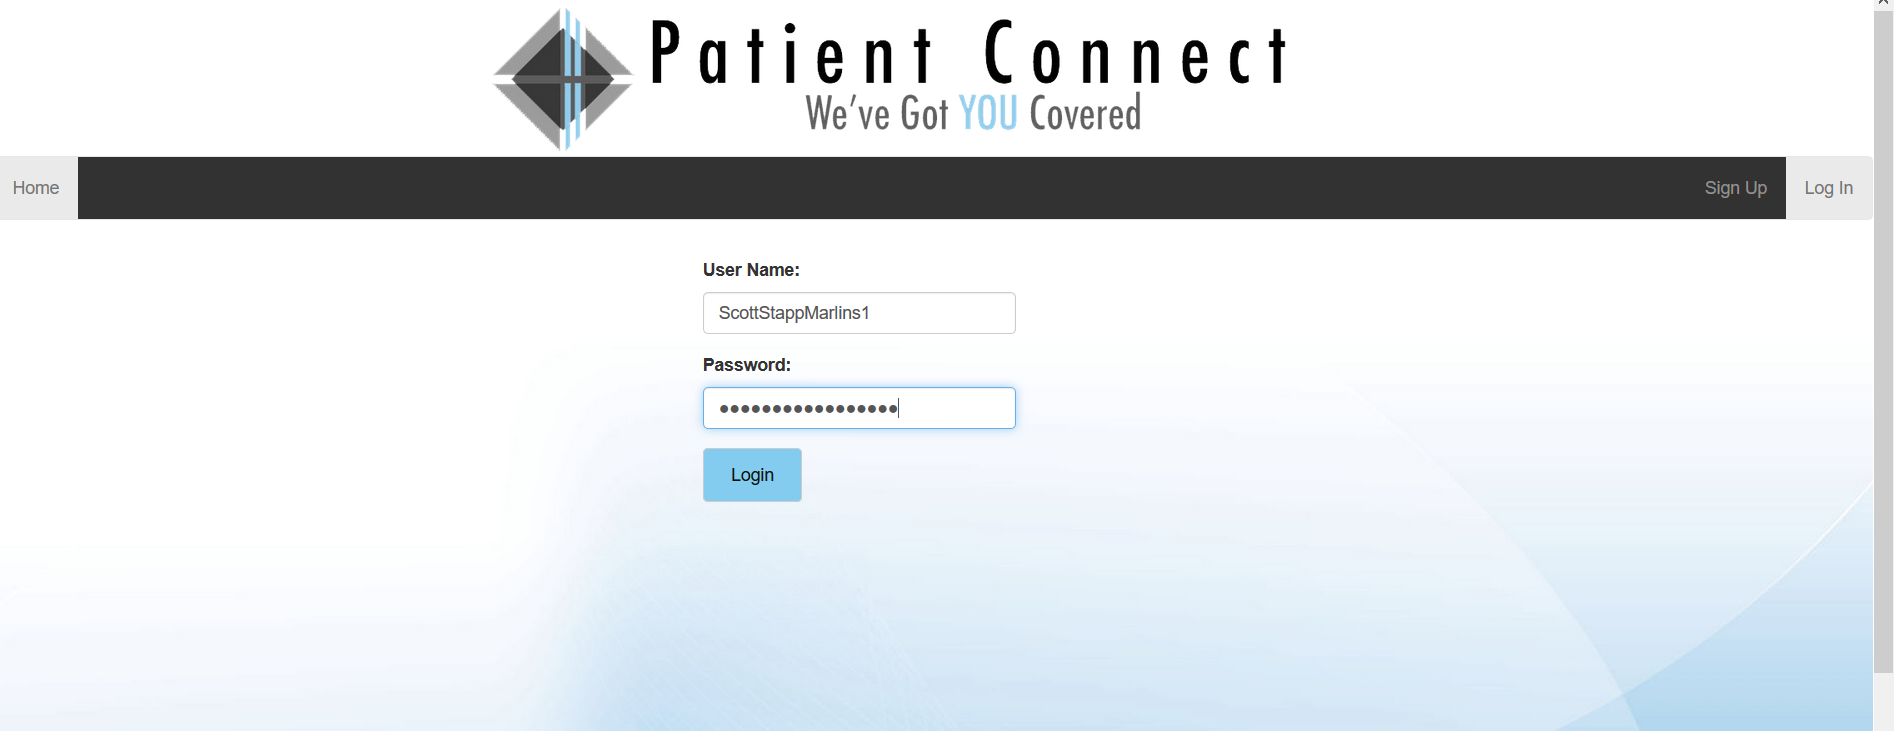 Patient Connect
We've Got YOU Covered
Home
Sign Up
Log In
User Name:
ScottStappMarlins1
Password:
•••••••••••••••••
Login